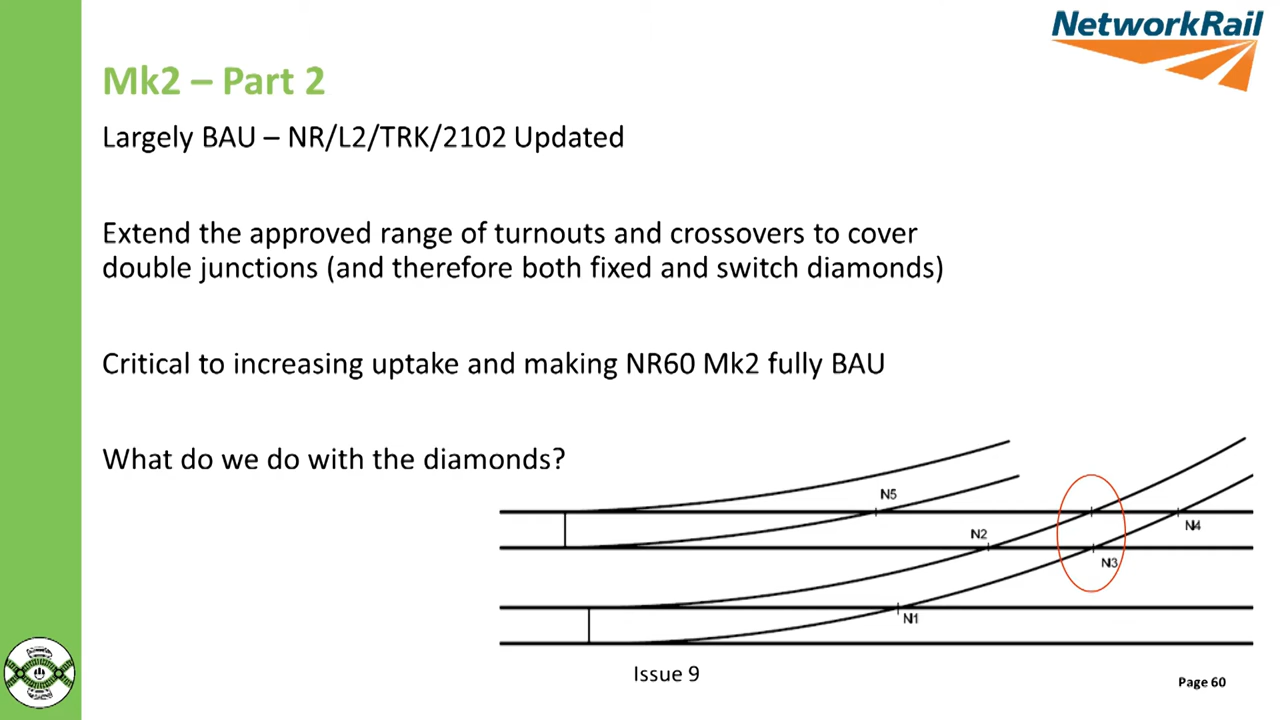 NetworkRail
Mk2 – Part 2
Largely BAU – NR/L2/TRK/2102 Updated
Extend the approved range of turnouts and crossovers to cover
double junctions (and therefore both fixed and switch diamonds)
Critical to increasing uptake and making NR60 Mk2 fully BAU
What do we do with the diamonds?
N5
N4
N2
N3
N1
Issue 9
Page 60